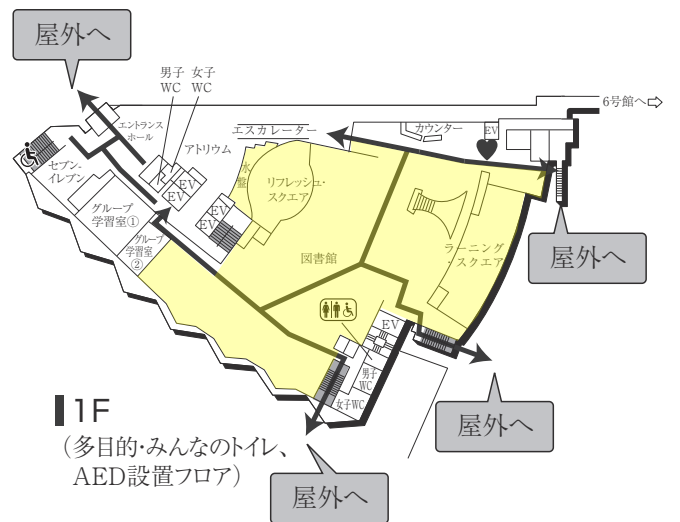 屋外へ
男子
WC
女子
WC
6号館へ⇨
エントランス
ホール
エスカレーター
カウンター
EV
アトリウム
セブン-
イレブン
水盤
リフレッシュ・
スクエア
EV
EV
EV
EV
グループ
学習室①
グループ
学習室
②
図書館
ラーニング
・スクエア
屋外へ
EV
男子
WC
女子WC
1F
(多目的・みんなのトイレ、
AED設置フロア)
屋外へ
屋外へ